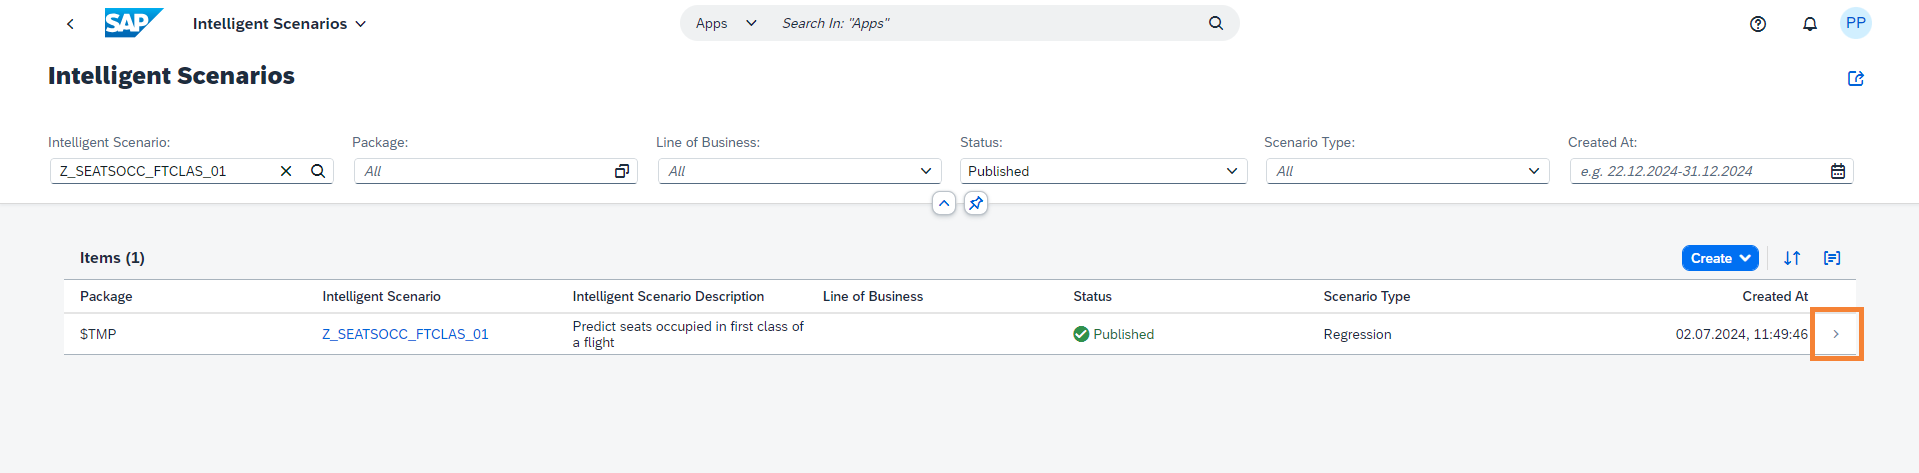 SAP Intelligent Scenarios
Apps Search In: "Apps"
PP
Intelligent Scenarios
Intelligent Scenario: Package: Line of Business: Status: Scenario Type: Created At:
Z_SEATSOCC_FTCLAS_01 All All Published All e.g. 22.12.2024-31.12.2024
Items (1) Create
Package Intelligent Scenario Intelligent Scenario Description Line of Business Status Scenario Type Created At
$TMP Z_SEATSOCC_FTCLAS_01 Predict seats occupied in first class of
a flight Published Regression 02.07.2024, 11:49:46